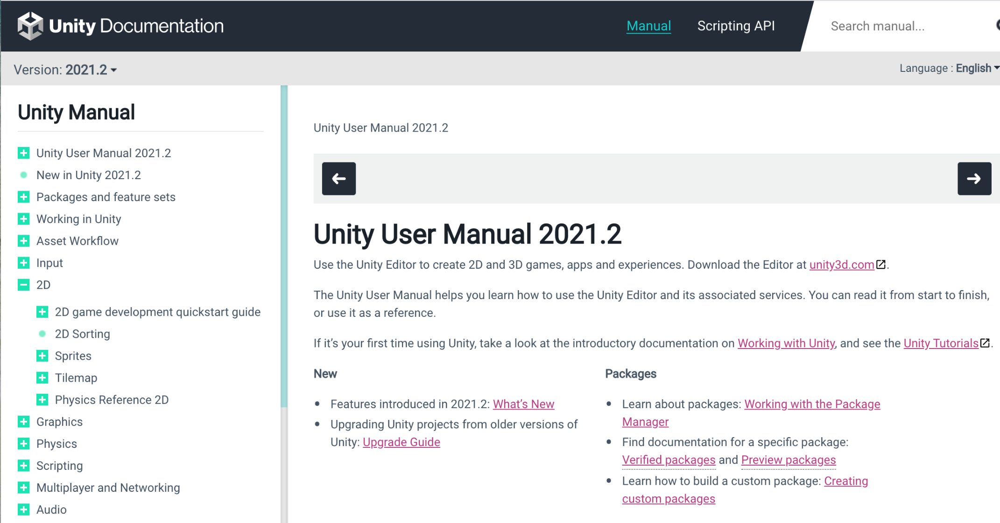 Unity Documentation
Manual
Scripting API
Search manual...
Version: 2021.2
Language : English
Unity Manual
Unity User Manual 2021.2
New in Unity 2021.2
Packages and feature sets
Working in Unity
Asset Workflow
Input
2D
2D game development quickstart guide
2D Sorting
Sprites
Tilemap
Physics Reference 2D
Graphics
Physics
Scripting
Multiplayer and Networking
Audio
Unity User Manual 2021.2
Unity User Manual 2021.2
Use the Unity Editor to create 2D and 3D games, apps and experiences. Download the Editor at unity3d.com.
The Unity User Manual helps you learn how to use the Unity Editor and its associated services. You can read it from start to finish,
or use it as a reference.
If it’s your first time using Unity, take a look at the introductory documentation on Working with Unity, and see the Unity Tutorials.
New
Features introduced in 2021.2: What’s New
Upgrading Unity projects from older versions of
Unity: Upgrade Guide
Packages
Learn about packages: Working with the Package
Manager
Find documentation for a specific package:
Verified packages and Preview packages
Learn how to build a custom package: Creating
custom packages